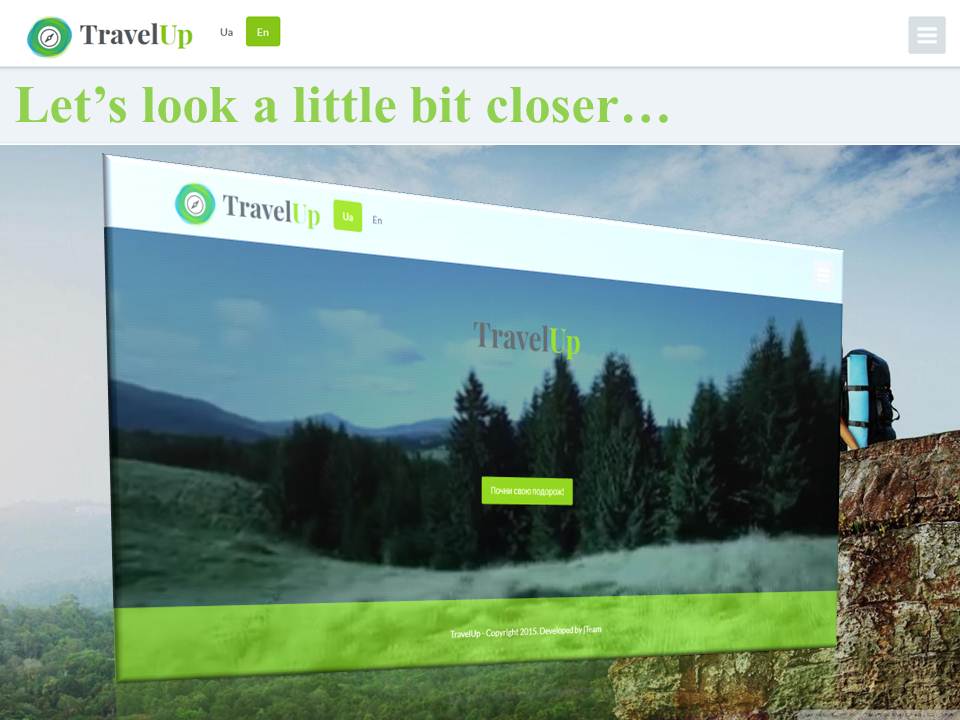 TravelUp Ua En
Let’s look a little bit closer…
TravelUp Ua En
TravelUp
Почни свою подорож!
TravelUp - Copyright 2015. Developed by jTeam